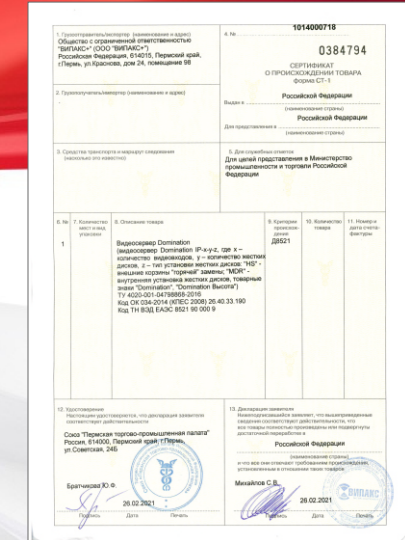 1. Грузоотправитель/экспорт (наименование и адрес)
Общество с ограниченной ответственностью
"ВИПАКС+" (ООО "ВИПАКС+")
Российская Федерация, 614015, Пермский край,
г.Пермь, ул.Краснова, дом 24, помещение 98
2. Грузополучатель/импортер (наименование и адрес)
3. Средства транспорта и маршрут следования
(насколько это известно)
4. №
1014000718
0384794
СЕРТИФИКАТ
О ПРОИСХОЖДЕНИИ ТОВАРА
форма СТ-1
Российской Федерации
Выдан в
(наименование страны)
Российской Федерации
Для представления в
(наименование страны)
5. Для служебных отметок
Для целей представления в Министерство
промышленности и торговли Российской
Федерации
6. №
7. Количество
мест и вид
упаковки
8. Описание товара
9. Критерии
происхож-
дения
10. Количество
товара
11. Номер и
дата счета-
фактуры
1
Видеосервер Domination
(видеосервер Domination IP-x-y-z, где x –
количество видеовходов, y – количество жестких
дисков, z – тип установки жестких дисков: "HS" -
внешние корзины "горячей" замены; "MDR" -
внутренняя установка жестких дисков, товарные
знаки "Domination", "Domination Высота")
ТУ 4020-001-04798868-2016
Код ОК 034-2014 (КПЕС 2008) 26.40.33.190
Код ТН ВЭД ЕАЭС 8521 90 000 9
Д8521
12. Удостоверение
Настоящим удостоверяется, что декларация заявителя
соответствует действительности
Союз "Пермская торгово-промышленная палата"
Россия, 614000, Пермский край, г.Пермь,
ул.Советская, 24Б
Братчикова Ю.Ф.
26.02.2021
Подпись Дата Печать
13. Декларация заявителя
Нижеподписавшийся заявляет, что вышеприведенные
сведения соответствуют действительности, что
все товары полностью произведены или подвергнуты
достаточной переработке в
Российской Федерации
(наименование страны)
и что все они отвечают требованиям происхождения,
установленным в отношении таких товаров
Михайлов С.В.
26.02.2021
Подпись Дата Печать
ВИПАКС